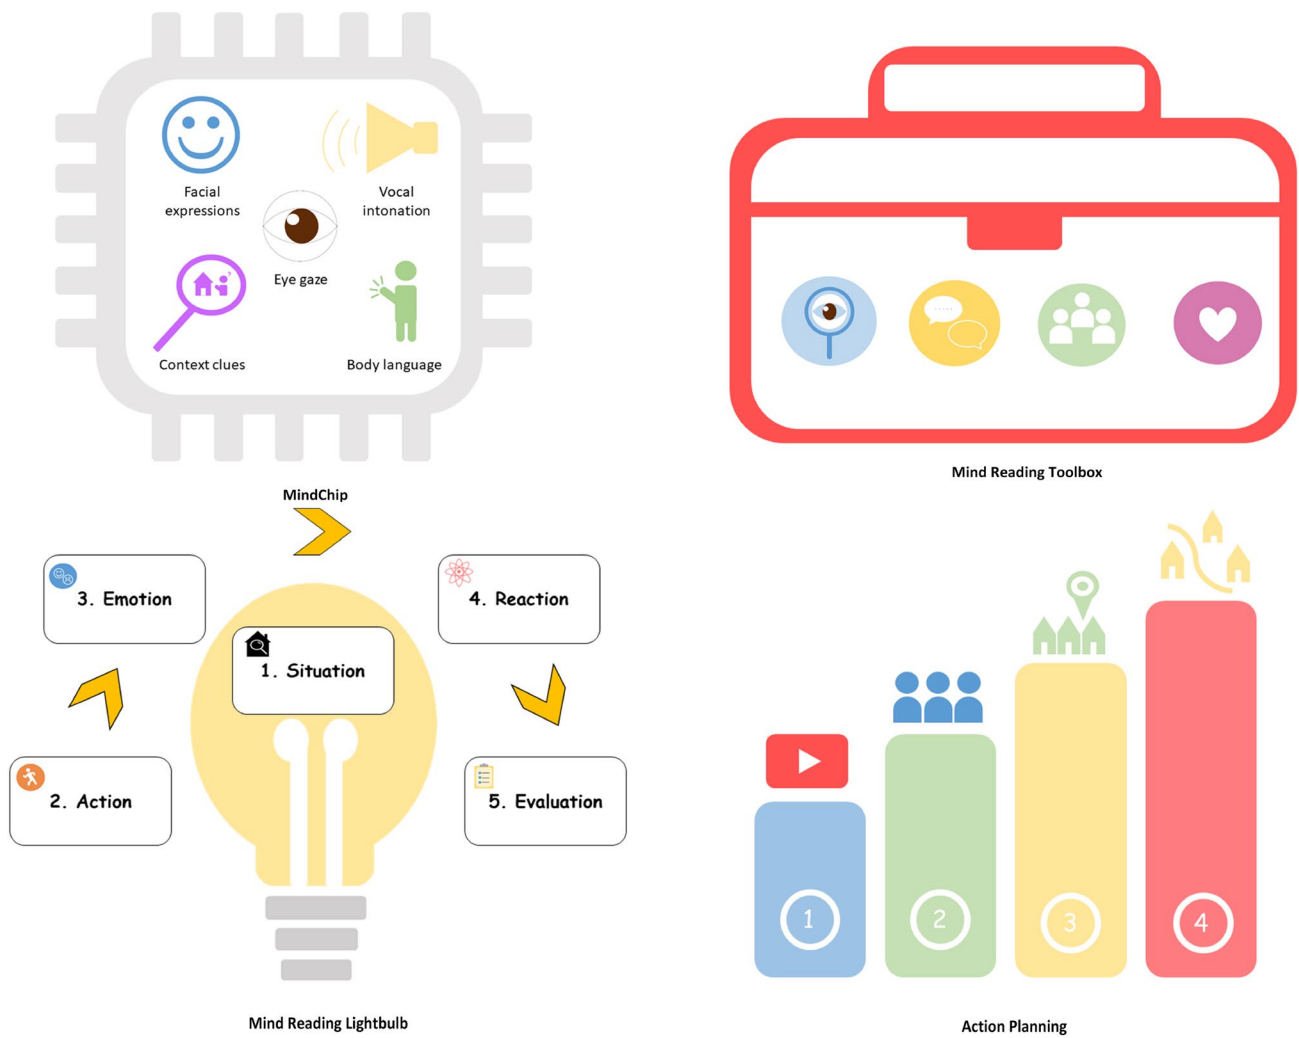 Facial
expressions
Vocal
intonation
Eye gaze
Context clues
Body language
MindChip
Mind Reading Toolbox
3. Emotion
4. Reaction
1. Situation
2. Action
5. Evaluation
Mind Reading Lightbulb
1
2
3
4
Action Planning